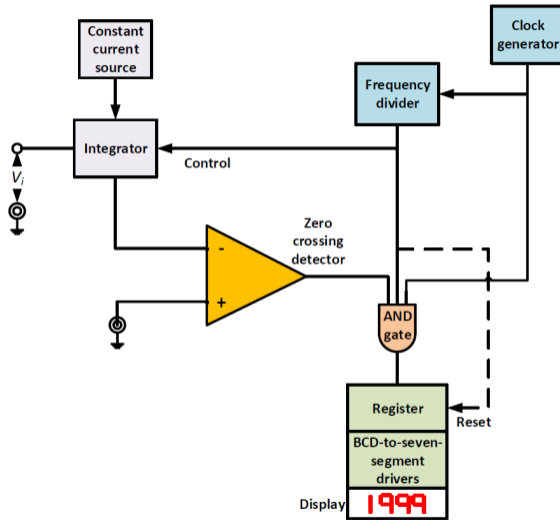 Constant
current
source
Clock
generator
Frequency
divider
Integrator
Control
Vi
Zero
crossing
detector
-
+
AND
gate
Register
Reset
BCD-to-seven-
segment
drivers
Display
1999